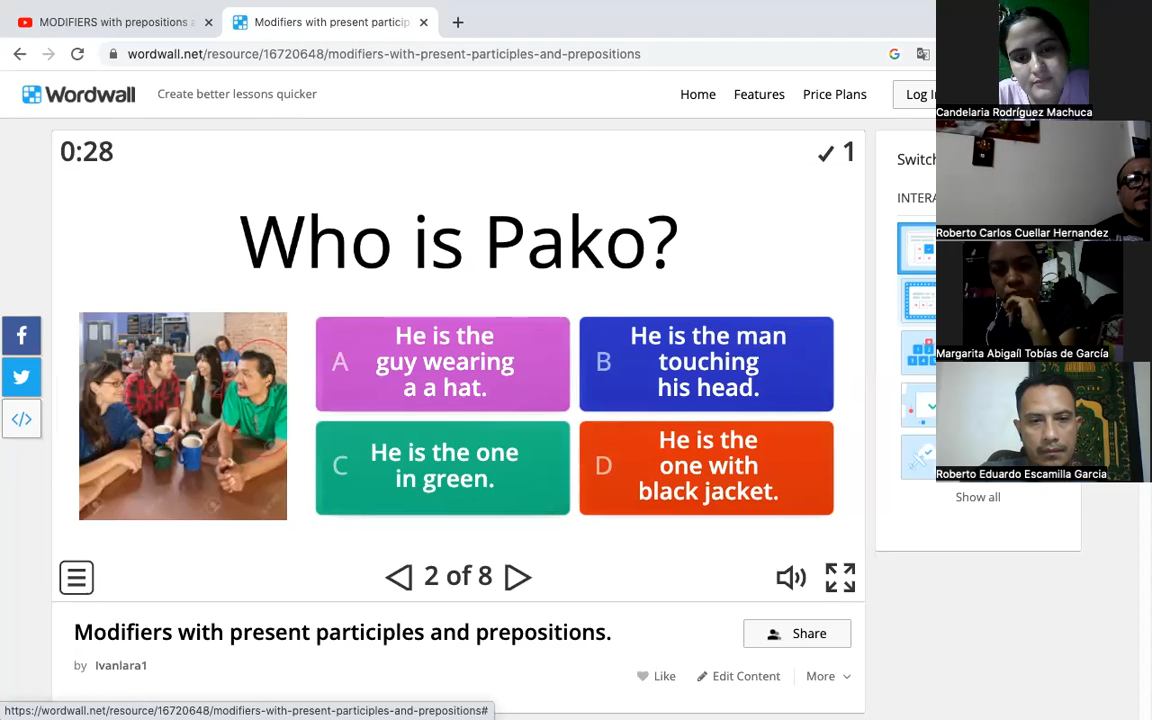 MODIFIERS with prepositions a
Modifiers with present particip
wordwall.net/resource/16720648/modifiers-with-present-participles-and-prepositions
Wordwall
Create better lessons quicker
Home
Features
Price Plans
Log I
Candelaria Rodríguez Machuca
0:28
1
Switch
INTERA
Who is Pako?
Roberto Carlos Cuellar Hernandez
A
He is the
guy wearing
a a hat.
B
He is the man
touching
his head.
Margarita Abigaíl Tobías de García
C
He is the one
in green.
D
He is the
one with
black jacket.
Roberto Eduardo Escamilla Garcia
Show all
2 of 8
Modifiers with present participles and prepositions.
Share
by Ivanlara1
Like
Edit Content
More
https://wordwall.net/resource/16720648/modifiers-with-present-participles-and-prepositions#